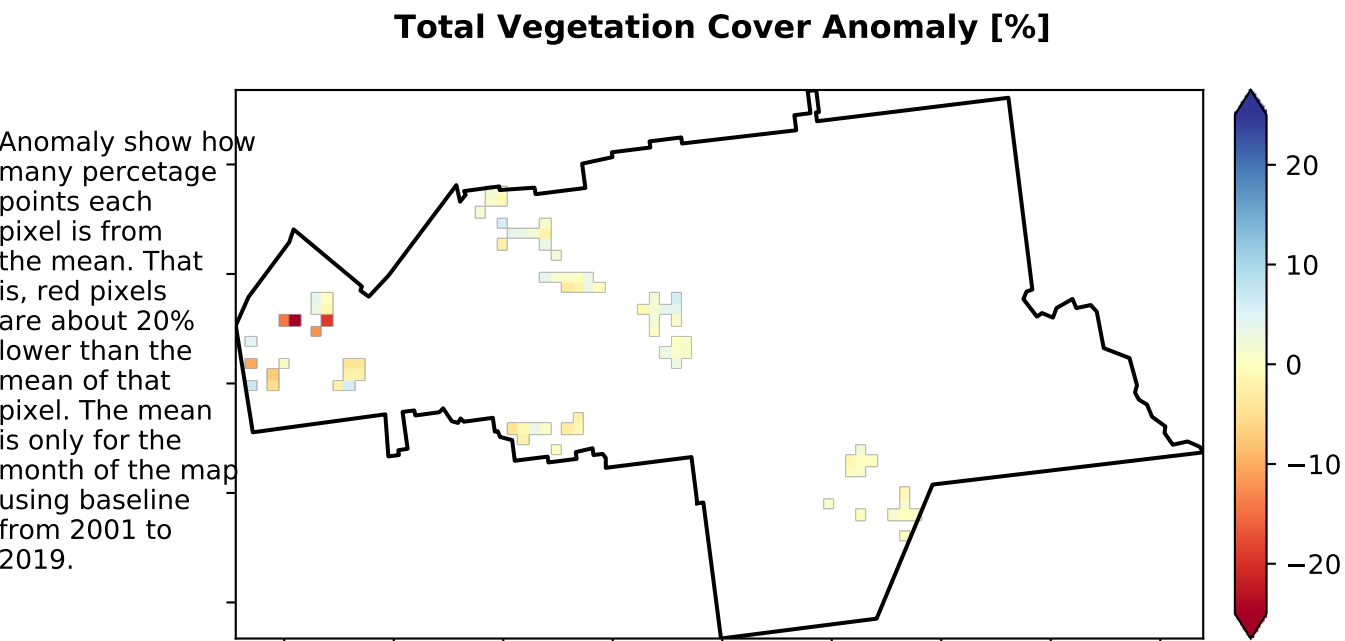 Total Vegetation Cover Anomaly [%]
Anomaly show how
many percetage
points each
pixel is from
the mean. That
is, red pixels
are about 20%
lower than the
mean of that
pixel. The mean
is only for the
month of the map
using baseline
from 2001 to
2019.
20
10
0
−10
−20